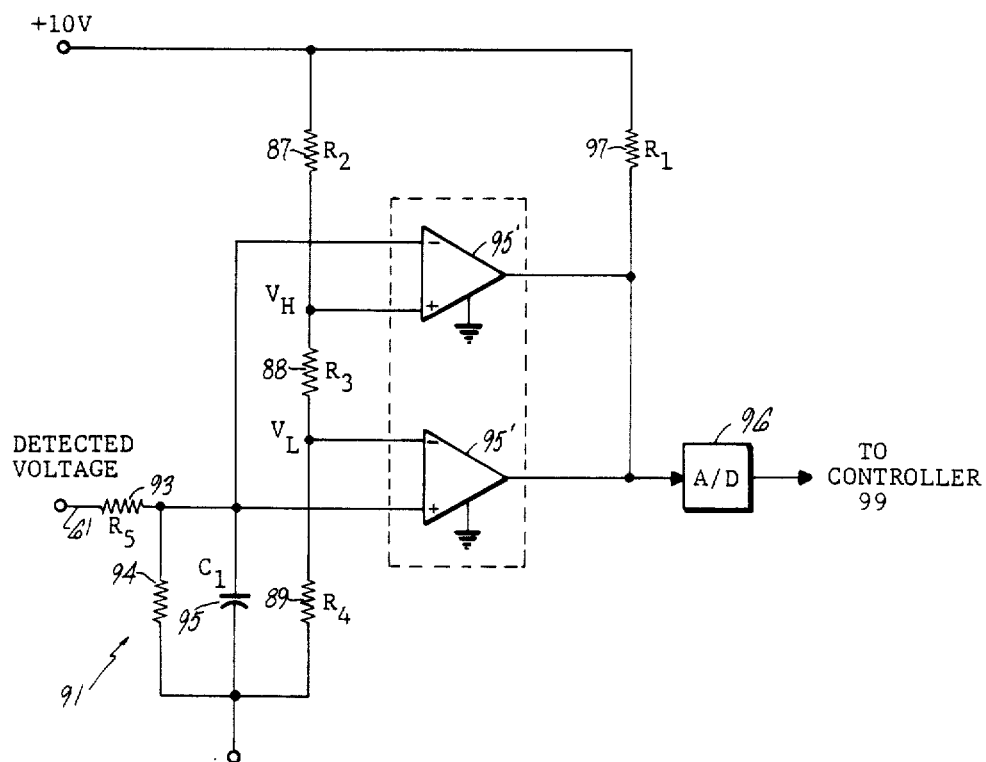 +10V
87 R2
97 R1
95'
−
+
VH
88 R3
VL
95'
−
+
96
A/D
TO
CONTROLLER
99
DETECTED
VOLTAGE
93
61
R5
94
C1
95
89 R4
91